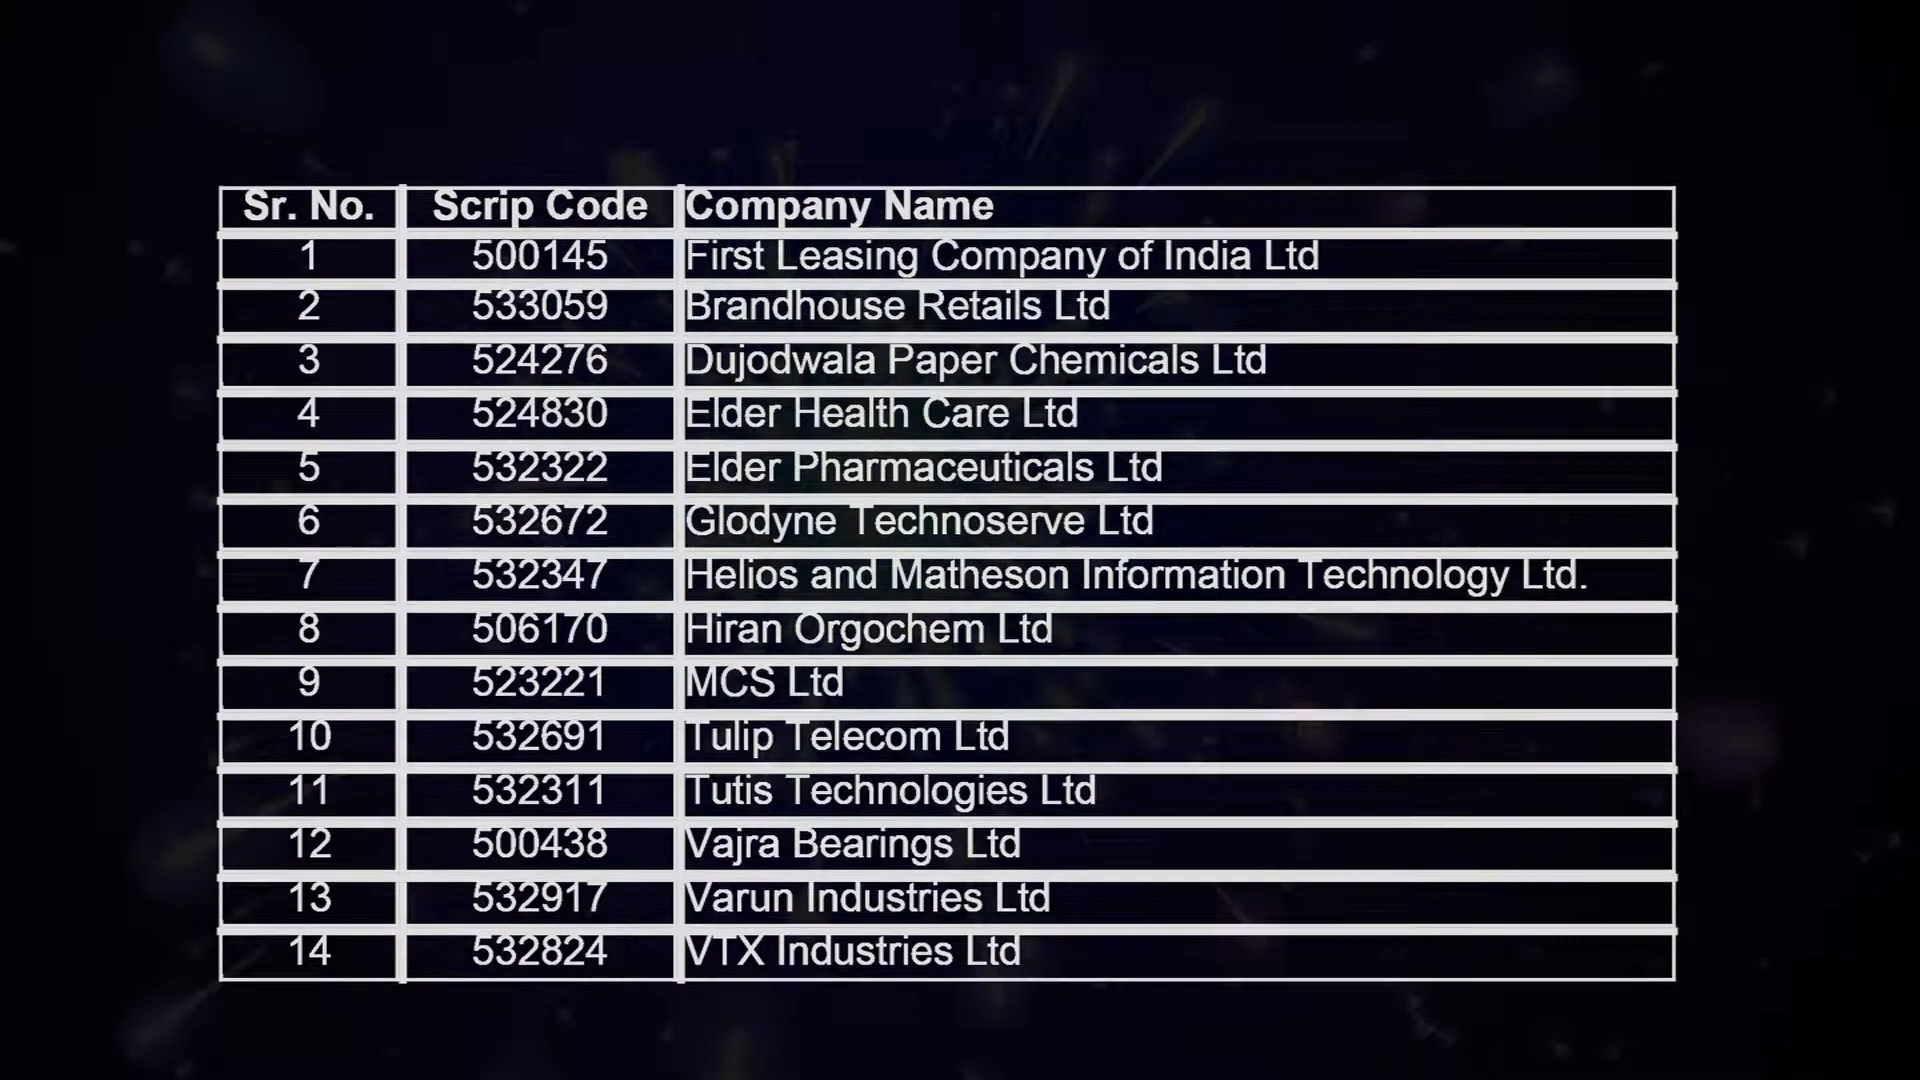 Sr. No. Scrip Code Company Name
1 500145 First Leasing Company of India Ltd
2 533059 Brandhouse Retails Ltd
3 524276 Dujodwala Paper Chemicals Ltd
4 524830 Elder Health Care Ltd
5 532322 Elder Pharmaceuticals Ltd
6 532672 Glodyne Technoserve Ltd
7 532347 Helios and Matheson Information Technology Ltd.
8 506170 Hiran Orgochem Ltd
9 523221 MCS Ltd
10 532691 Tulip Telecom Ltd
11 532311 Tutis Technologies Ltd
12 500438 Vajra Bearings Ltd
13 532917 Varun Industries Ltd
14 532824 VTX Industries Ltd